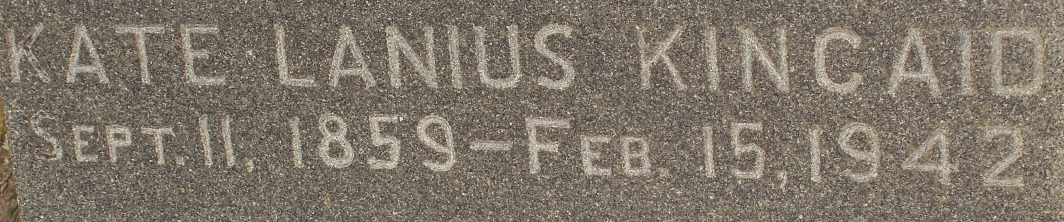 KATE LANIUS KINCAID
SEPT. 11, 1859 – FEB. 15, 1942